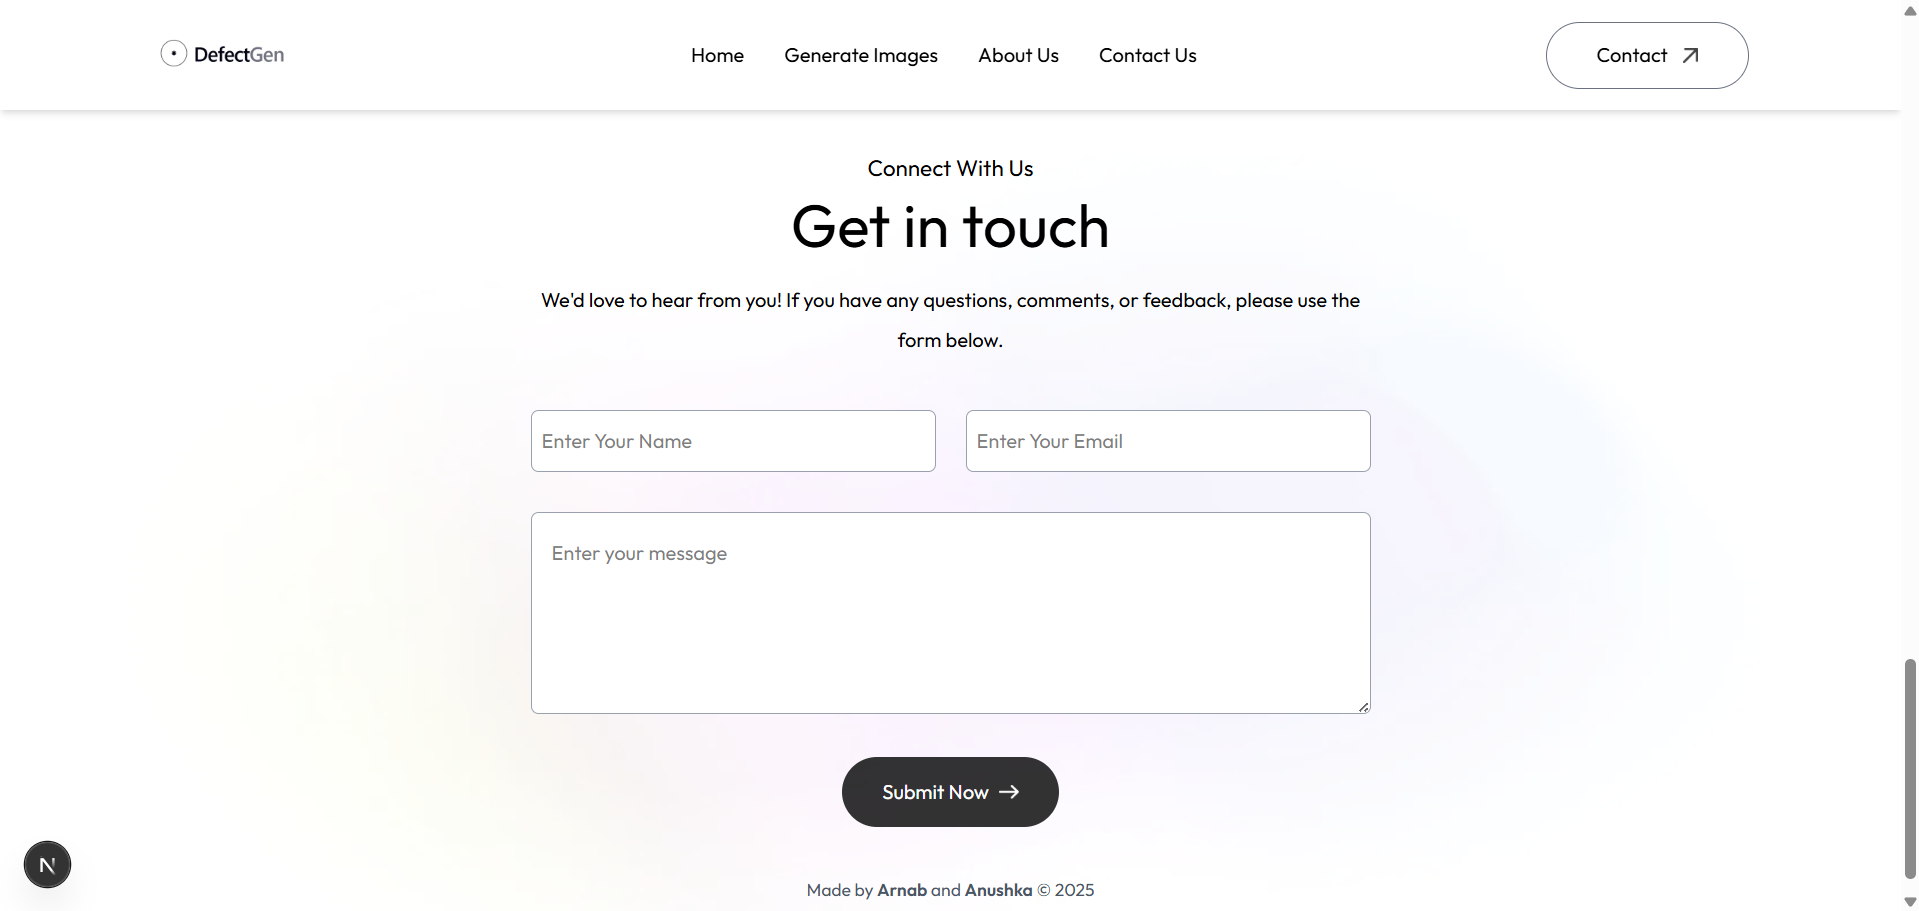 DefectGen
Home
Generate Images
About Us
Contact Us
Contact
Connect With Us
Get in touch
We'd love to hear from you! If you have any questions, comments, or feedback, please use the
form below.
Enter Your Name
Enter Your Email
Enter your message
Submit Now
N
Made by Arnab and Anushka © 2025